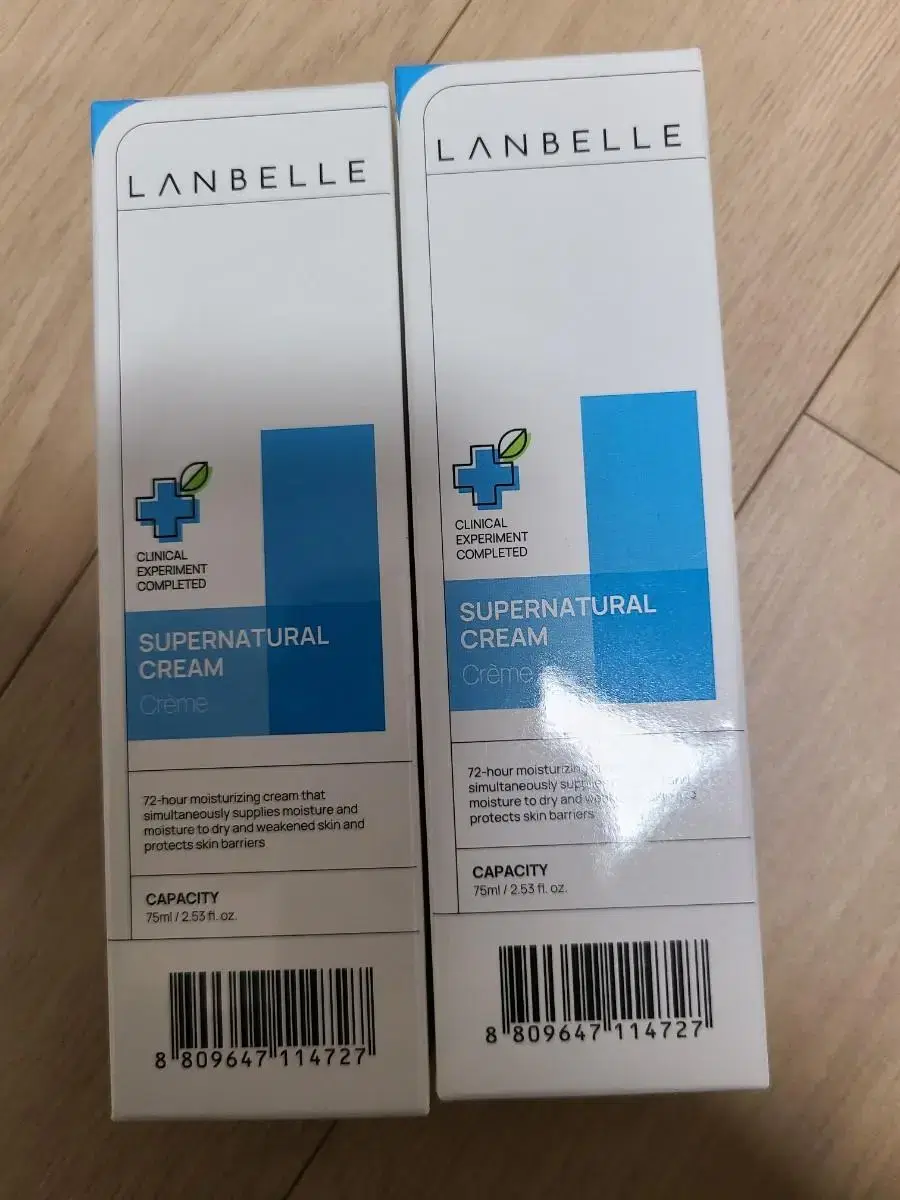 LANBELLE
CLINICAL
EXPERIMENT
COMPLETED
SUPERNATURAL
CREAM
Crème
72-hour moisturizing cream that
simultaneously supplies moisture and
moisture to dry and weakened skin and
protects skin barriers
CAPACITY
75ml / 2.53 fl. oz.
8 809647 114727
LANBELLE
CLINICAL
EXPERIMENT
COMPLETED
SUPERNATURAL
CREAM
Crème
72-hour moisturizing
simultaneously and
moisture to dry and
protects skin barriers
CAPACITY
75ml / 2.53 fl. oz.
8 809647 114727